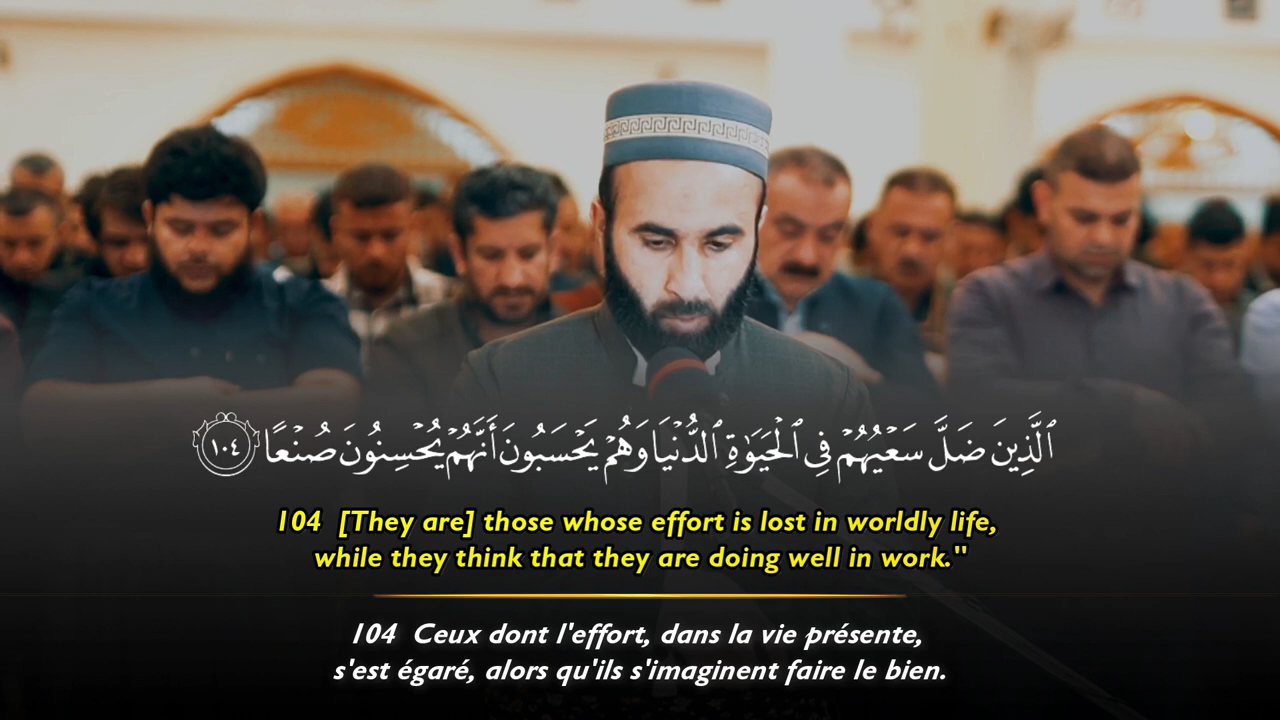 ٱلَّذِينَ ضَلَّ سَعْيُهُمْ فِي ٱلْحَيَوٰةِ ٱلدُّنْيَا وَهُمْ يَحْسَبُونَ أَنَّهُمْ يُحْسِنُونَ صُنْعًا ١٠٤
104 [They are] those whose effort is lost in worldly life,
while they think that they are doing well in work."
104 Ceux dont l'effort, dans la vie présente,
s'est égaré, alors qu'ils s'imaginent faire le bien.